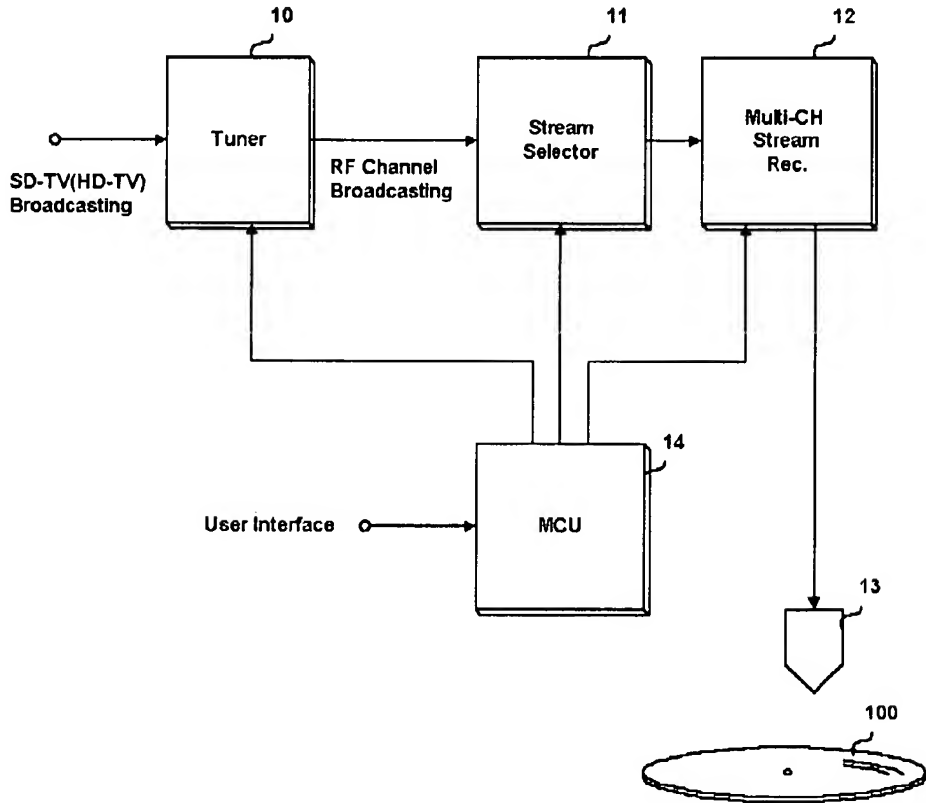 10
11
12
Tuner
Stream
Selector
Multi-CH
Stream
Rec.
SD-TV(HD-TV)
Broadcasting
RF Channel
Broadcasting
14
User Interface
MCU
13
100